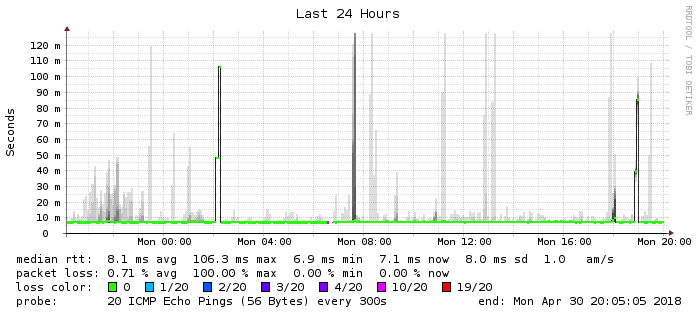 Last 24 Hours
RRDTOOL / TOBI OETIKER
Seconds
120 m
110 m
100 m
90 m
80 m
70 m
60 m
50 m
40 m
30 m
20 m
10 m
0
Mon 00:00 Mon 04:00 Mon 08:00 Mon 12:00 Mon 16:00 Mon 20:00
median rtt: 8.1 ms avg 106.3 ms max 6.9 ms min 7.1 ms now 8.0 ms sd 1.0 am/s
packet loss: 0.71 % avg 100.00 % max 0.00 % min 0.00 % now
loss color: 0 1/20 2/20 3/20 4/20 10/20 19/20
probe: 20 ICMP Echo Pings (56 Bytes) every 300s end: Mon Apr 30 20:05:05 2018